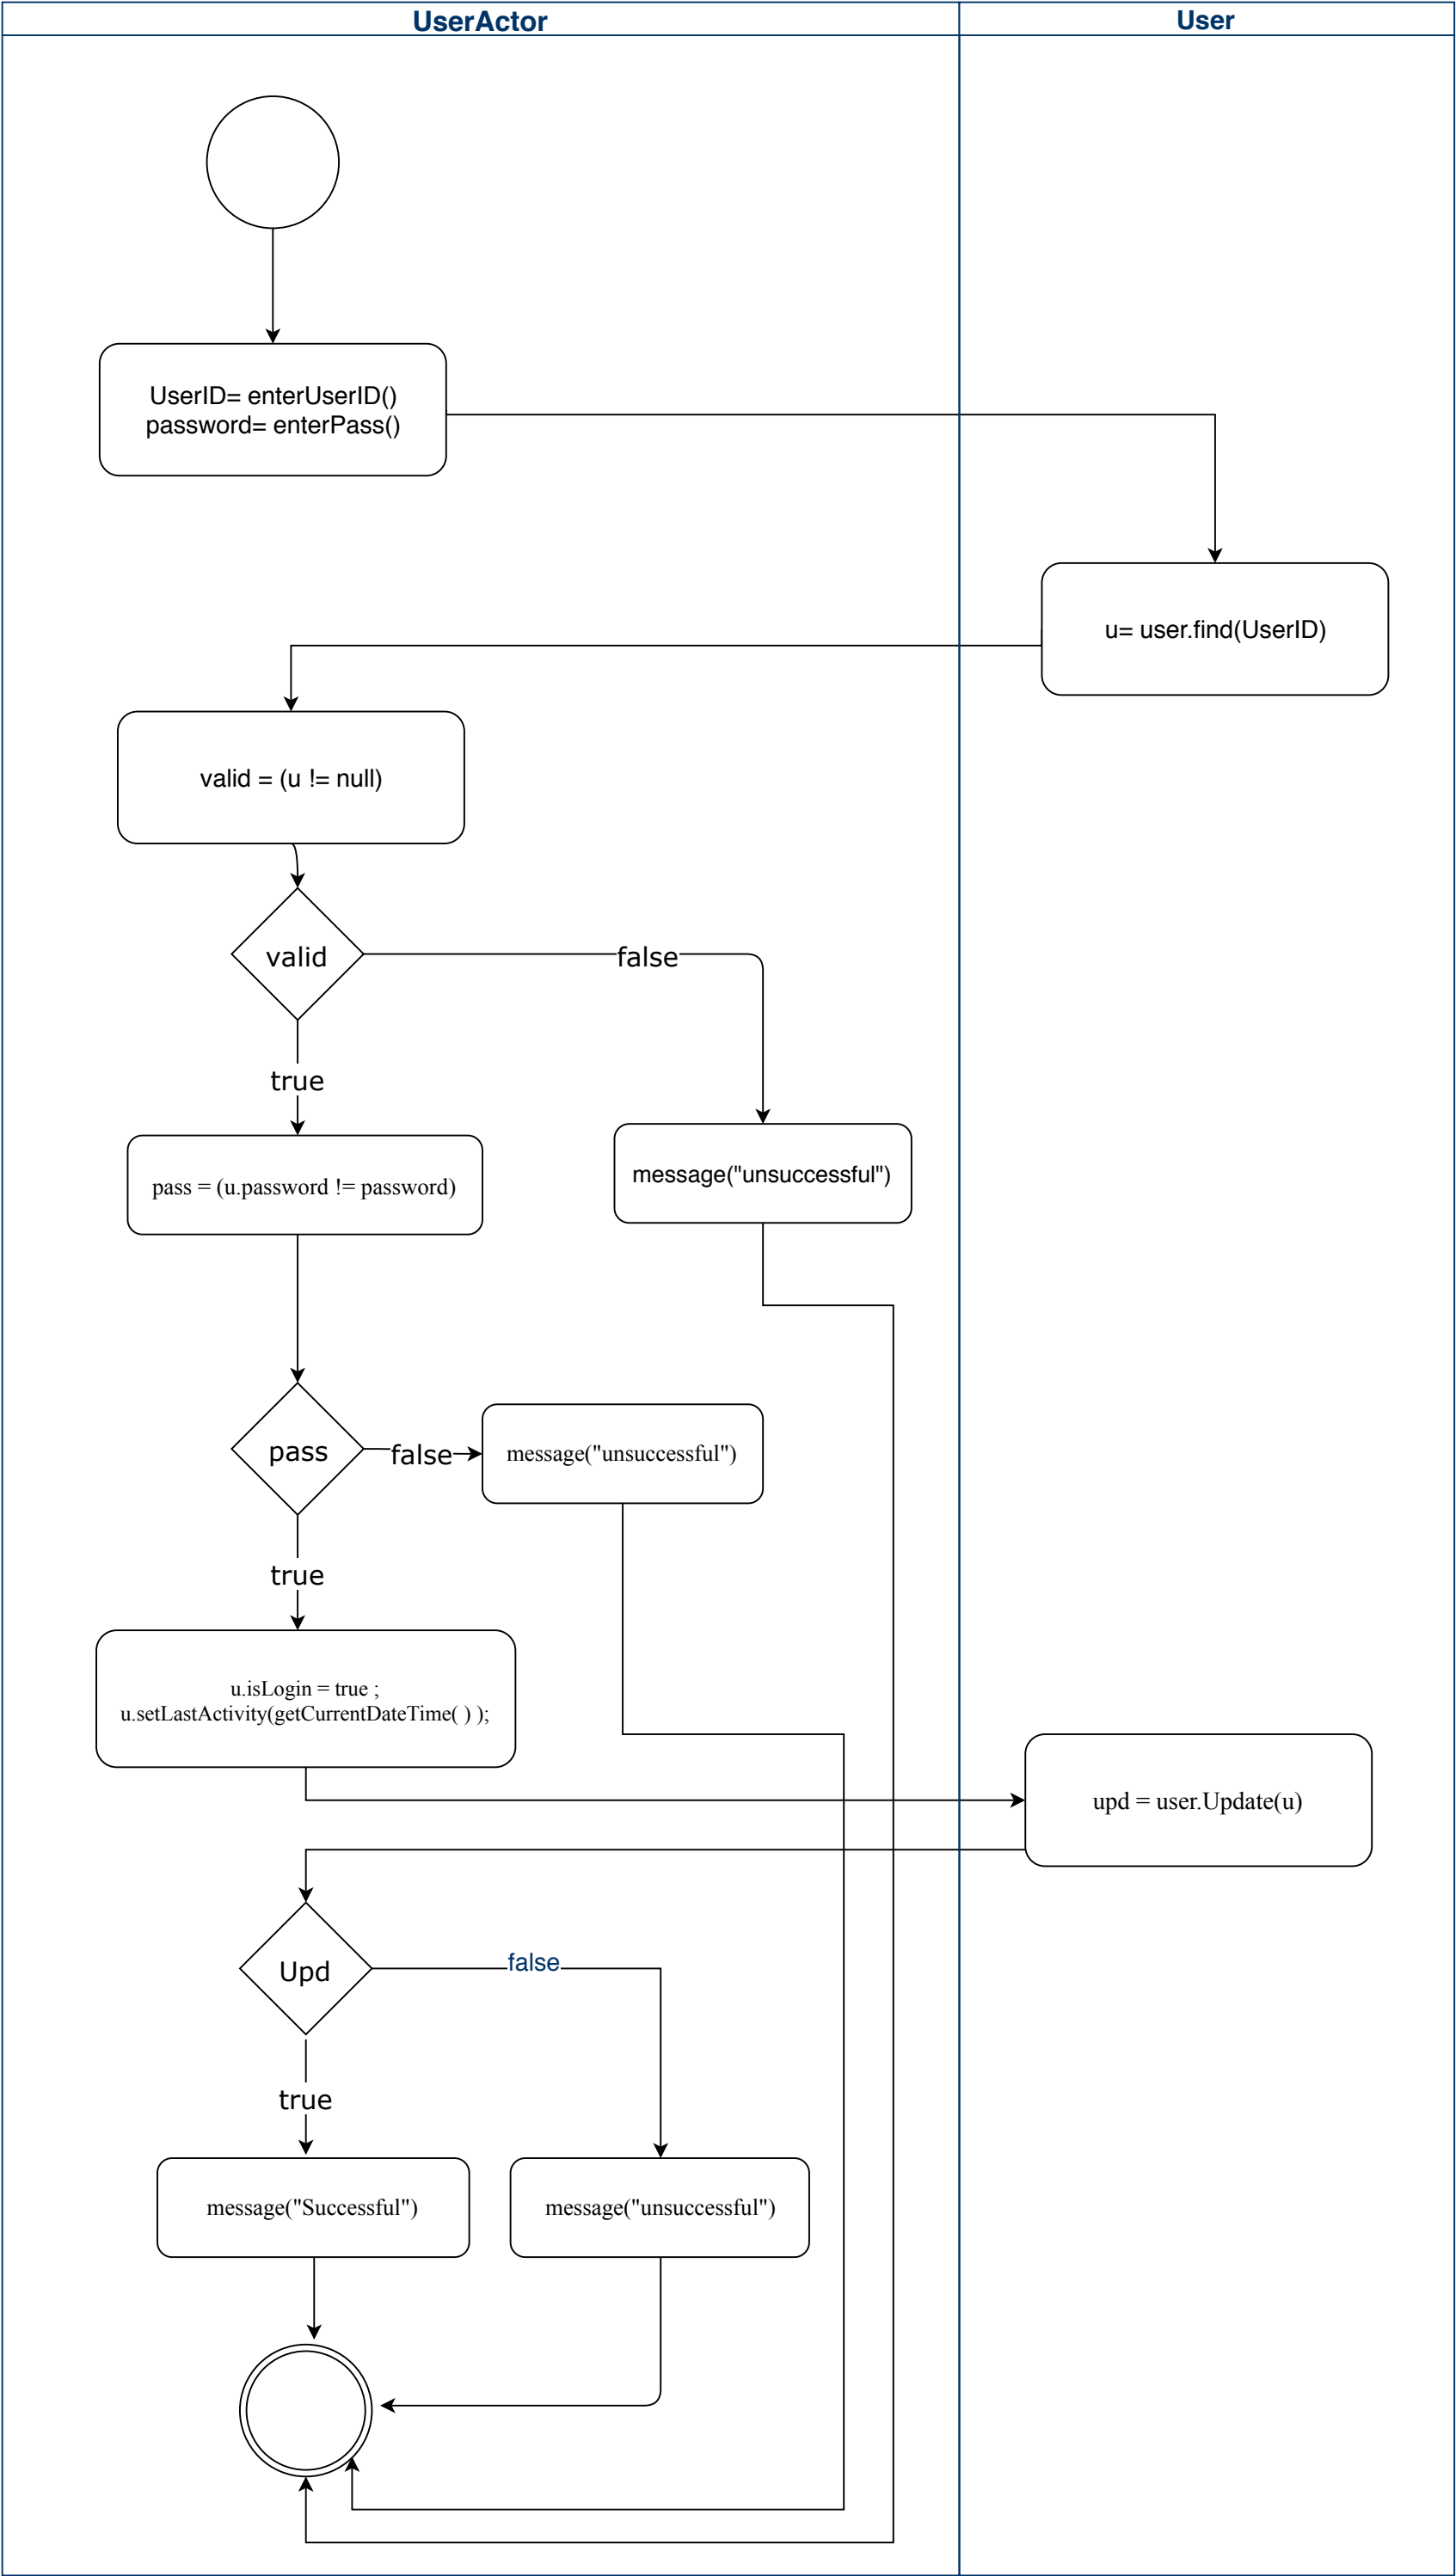 UserActor
User
UserID= enterUserID()
password= enterPass()
u= user.find(UserID)
valid = (u != null)
valid
false
true
message("unsuccessful")
pass = (u.password != password)
pass
false
message("unsuccessful")
true
u.isLogin = true ;
u.setLastActivity(getCurrentDateTime( ) );
upd = user.Update(u)
Upd
false
true
message("Successful")
message("unsuccessful")